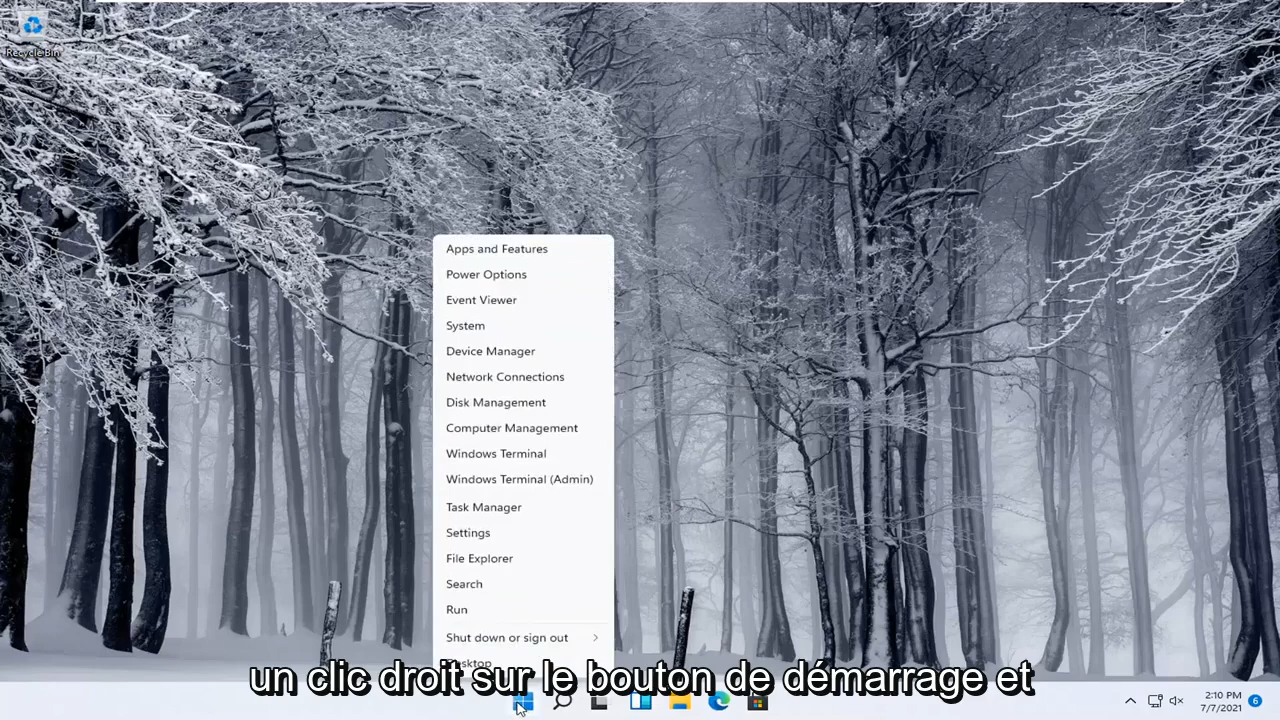 Recycle Bin
Apps and Features
Power Options
Event Viewer
System
Device Manager
Network Connections
Disk Management
Computer Management
Windows Terminal
Windows Terminal (Admin)
Task Manager
Settings
File Explorer
Search
Run
Shut down or sign out
Desktop
un clic droit sur le bouton de démarrage et
2:10 PM
7/7/2021
6